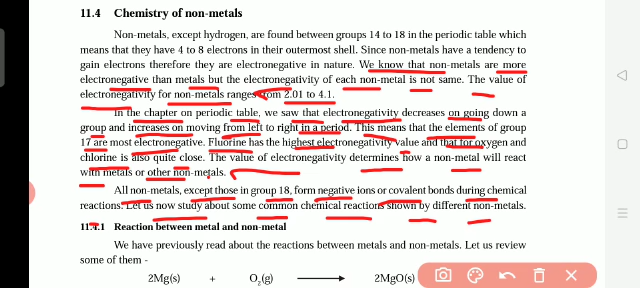 11.4 Chemistry of non-metals
Non-metals, except hydrogen, are found between groups 14 to 18 in the periodic table which
means that they have 4 to 8 electrons in their outermost shell. Since non-metals have a tendency to
gain electrons therefore they are electronegative in nature. We know that non-metals are more
electronegative than metals but the electronegativity of each non-metal is not same. The value of
electronegativity for non-metals ranges from 2.01 to 4.1.
In the chapter on periodic table, we saw that electronegativity decreases on going down a
group and increases on moving from left to right in a period. This means that the elements of group
17 are most electronegative. Fluorine has the highest electronegativity value and that for oxygen and
chlorine is also quite close. The value of electronegativity determines how a non-metal will react
with metals or other non-metals.
All non-metals, except those in group 18, form negative ions or covalent bonds during chemical
reactions. Let us now study about some common chemical reactions shown by different non-metals.
11.4.1 Reaction between metal and non-metal
We have previously read about the reactions between metals and non-metals. Let us review
some of them -
2Mg(s) + O₂(g) ⟶ 2MgO(s)